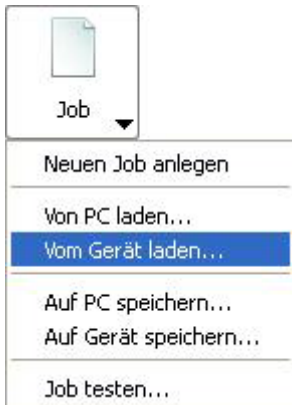 Job
Neuen Job anlegen
Von PC laden...
Vom Gerät laden...
Auf PC speichern...
Auf Gerät speichern...
Job testen...